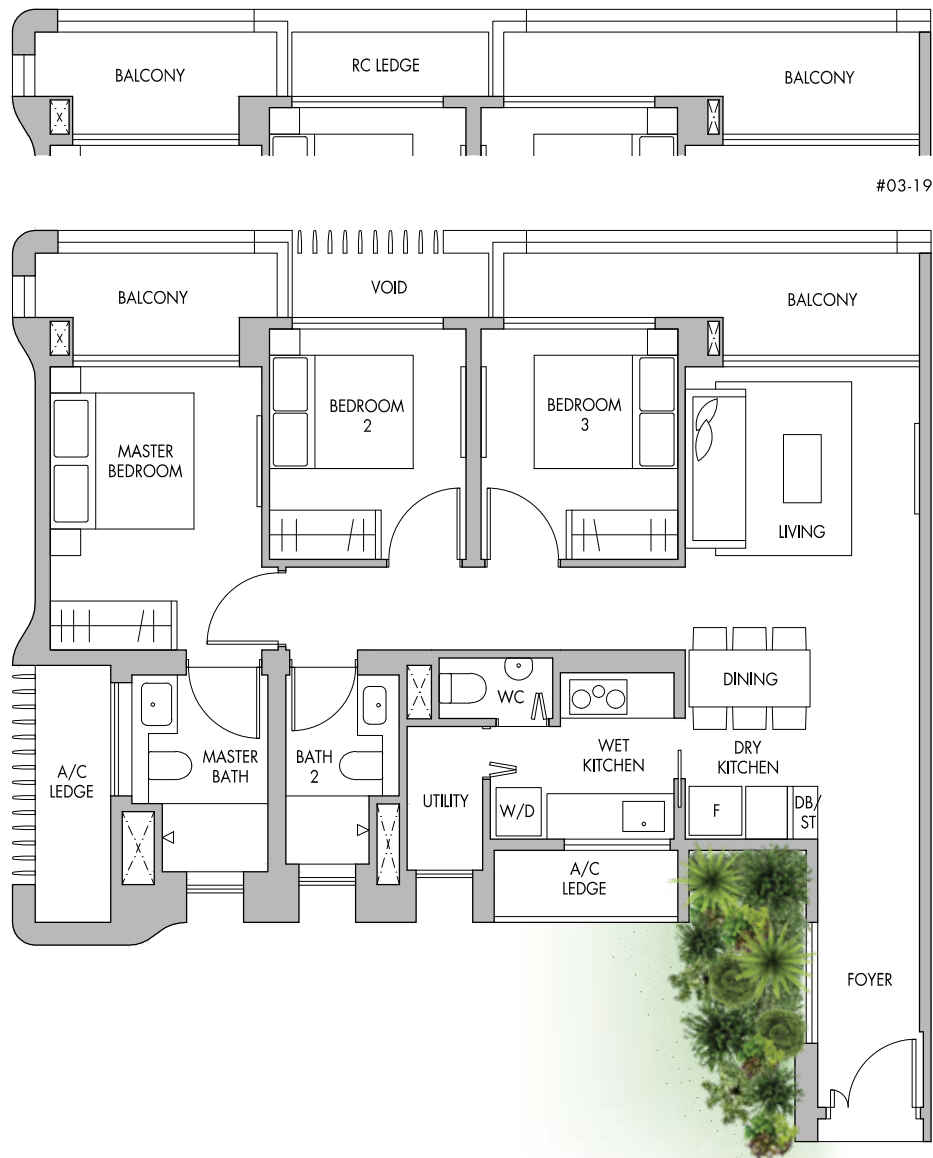 BALCONY
RC LEDGE
BALCONY
#03-19
BALCONY
VOID
BALCONY
MASTER
BEDROOM
BEDROOM
2
BEDROOM
3
LIVING
DINING
WC
WET
KITCHEN
DRY
KITCHEN
MASTER
BATH
BATH
2
A/C
LEDGE
UTILITY
W/D
F
DB/
ST
A/C
LEDGE
FOYER